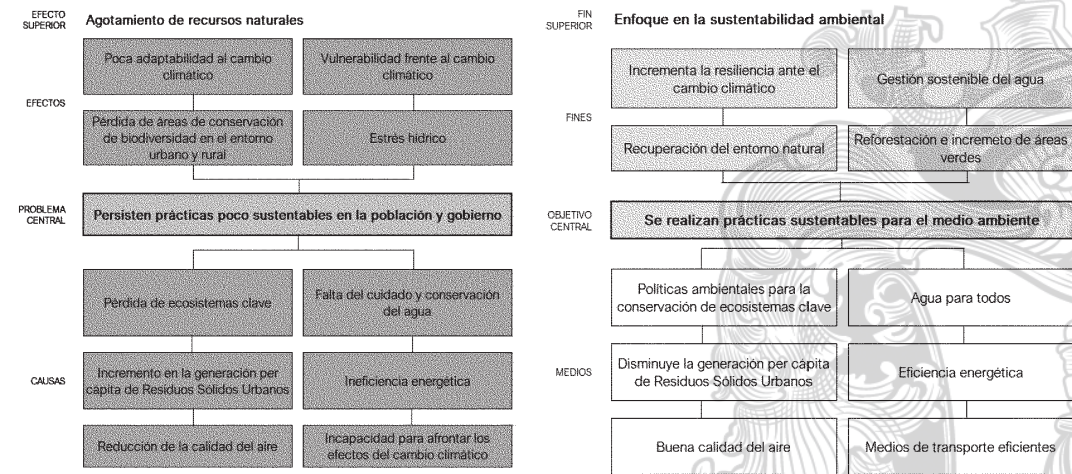 EFECTO
SUPERIOR
Agotamiento de recursos naturales
Poca adaptabilidad al cambio
climático
Vulnerabilidad frente al cambio
climático
EFECTOS
Pérdida de áreas de conservación
de biodiversidad en el entorno
urbano y rural
Estrés hídrico
PROBLEMA
CENTRAL
Persisten prácticas poco sustentables en la población y gobierno
Pérdida de ecosistemas clave
Falta del cuidado y conservación
del agua
CAUSAS
Incremento en la generación per
cápita de Residuos Sólidos Urbanos
Ineficiencia energética
Reducción de la calidad del aire
Incapacidad para afrontar los
efectos del cambio climático
FIN
SUPERIOR
Enfoque en la sustentabilidad ambiental
Incrementa la resiliencia ante el
cambio climático
Gestión sostenible del agua
FINES
Recuperación del entorno natural
Reforestación e incremeto de áreas
verdes
OBJETIVO
CENTRAL
Se realizan prácticas sustentables para el medio ambiente
Políticas ambientales para la
conservación de ecosistemas clave
Agua para todos
MEDIOS
Disminuye la generación per cápita
de Residuos Sólidos Urbanos
Eficiencia energética
Buena calidad del aire
Medios de transporte eficientes